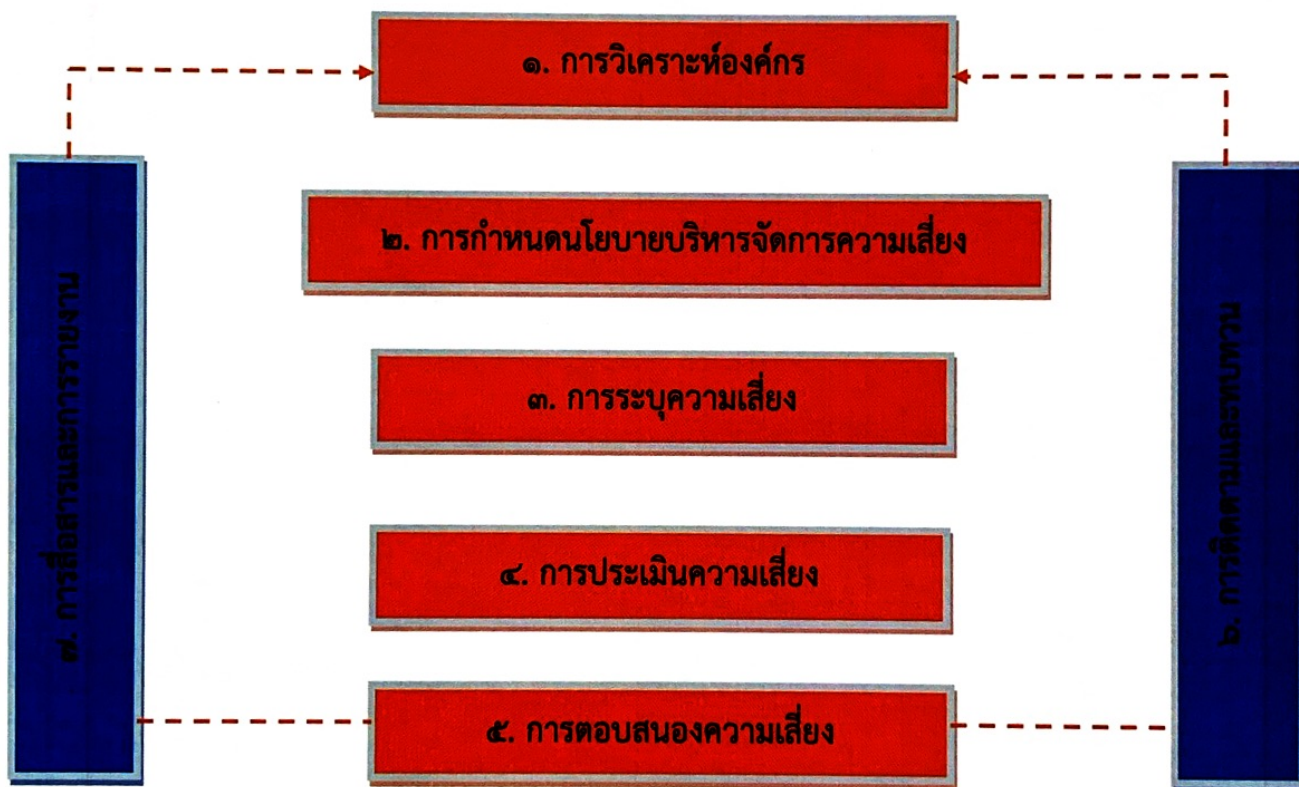 ๑. การวิเคราะห์องค์กร
๒. การกำหนดนโยบายบริหารจัดการความเสี่ยง
๓. การระบุความเสี่ยง
๔. การประเมินความเสี่ยง
๕. การตอบสนองความเสี่ยง
๖. การติดตามและทบทวน
๗. การสื่อสารและการรายงาน